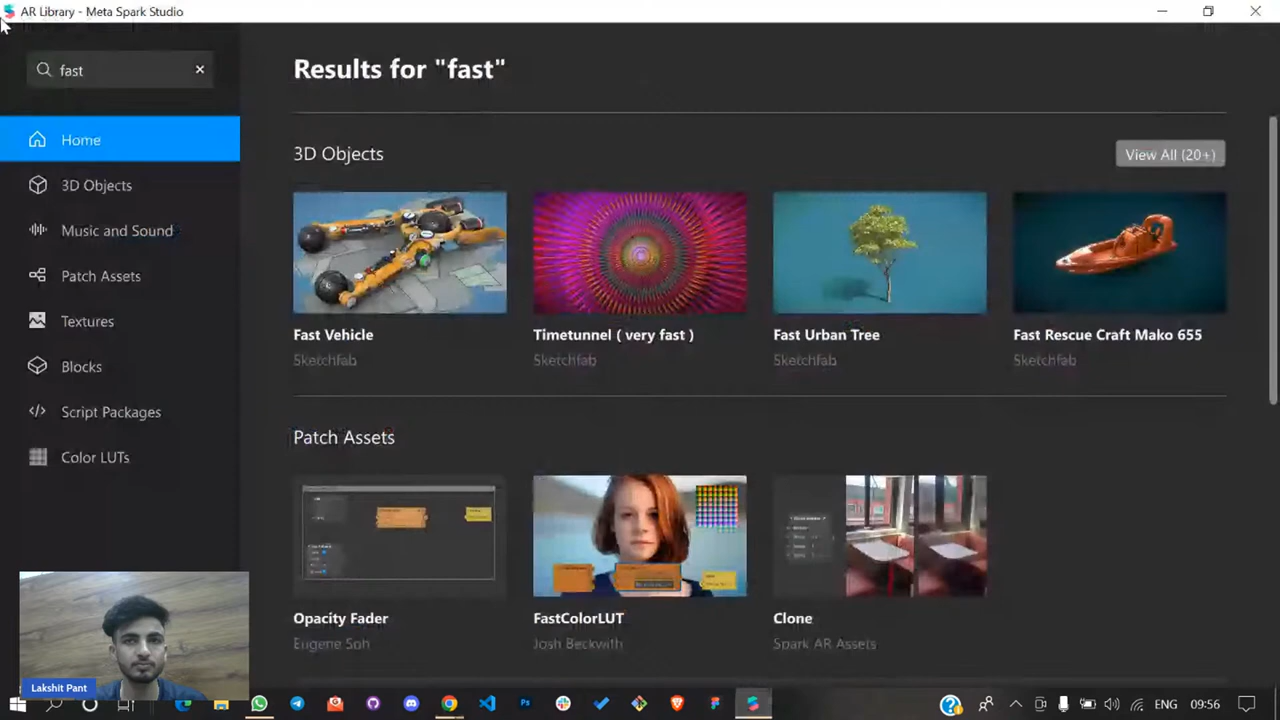 AR Library - Meta Spark Studio
fast
Home
3D Objects
Music and Sound
Patch Assets
Textures
Blocks
Script Packages
Color LUTs
Results for "fast"
3D Objects
View All (20+)
Fast Vehicle
Sketchfab
Timetunnel ( very fast )
Sketchfab
Fast Urban Tree
Sketchfab
Fast Rescue Craft Mako 655
Sketchfab
Patch Assets
Opacity Fader
Eugene Soh
FastColorLUT
Josh Beckwith
Clone
Spark AR Assets
Lakshit Pant
ENG
09:56